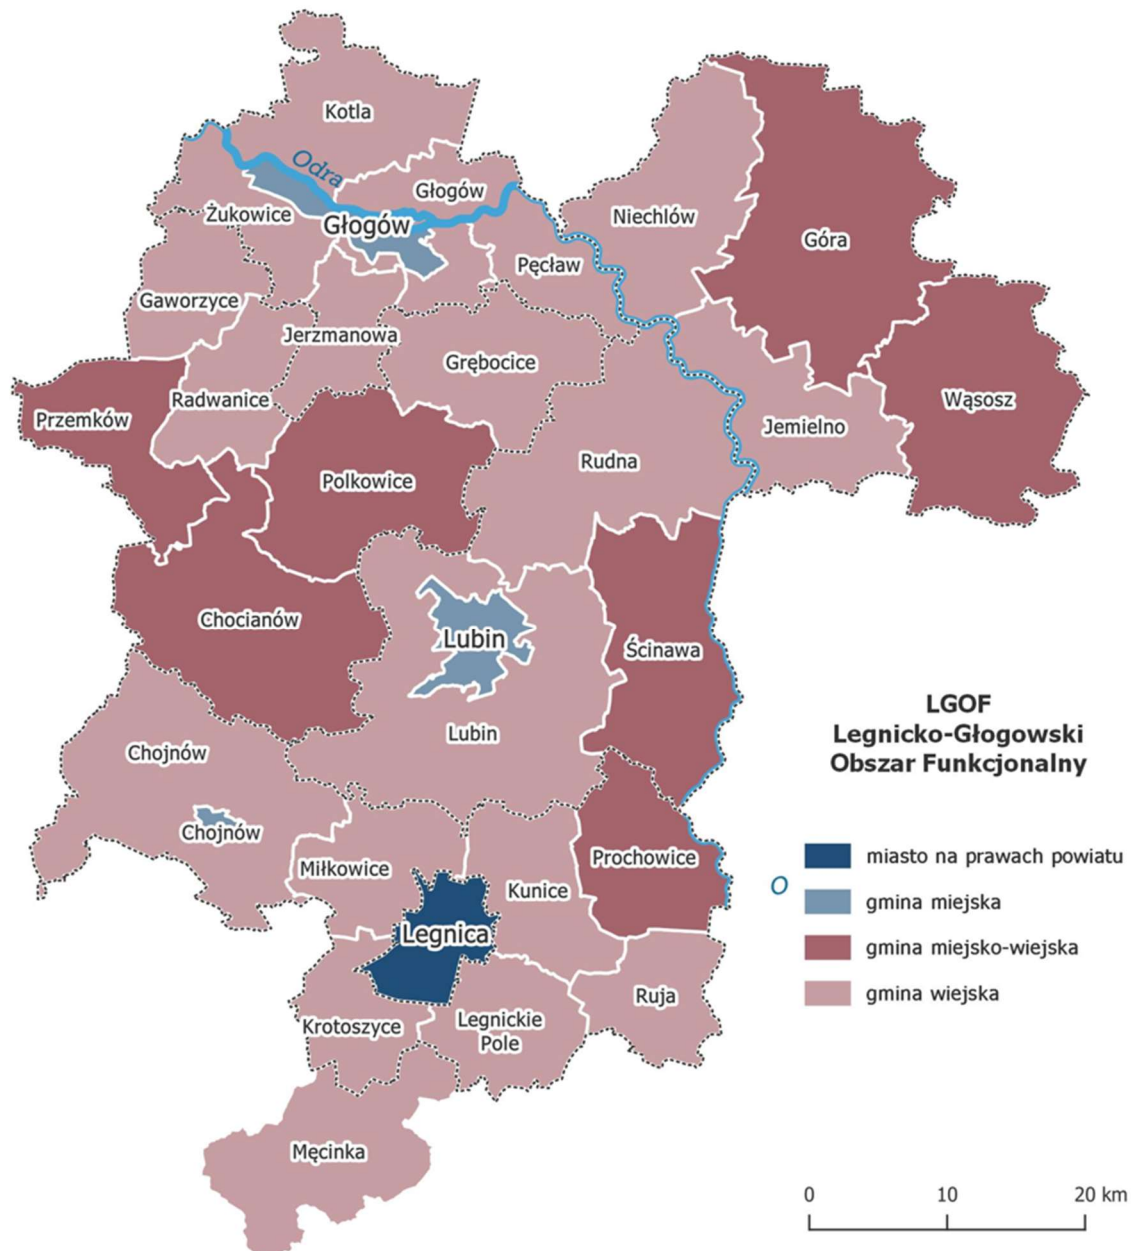 Kotla
Odra
Głogów
Niechlów
Żukowice
Głogów
Góra
Pęcław
Gaworzyce
Jerzmanowa
Grębocice
Radwanice
Wąsosz
Przemków
Jemielno
Rudna
Polkowice
Chocianów
Lubin
Ścinawa
LGOF
Legnicko-Głogowski
Obszar Funkcjonalny
Lubin
Chojnów
Chojnów
Miłkowice
Prochowice
Kunice
Legnica
miasto na prawach powiatu
O
gmina miejska
gmina miejsko-wiejska
gmina wiejska
Ruja
Krotoszyce
Legnickie
Pole
Męcinka
0 10 20 km